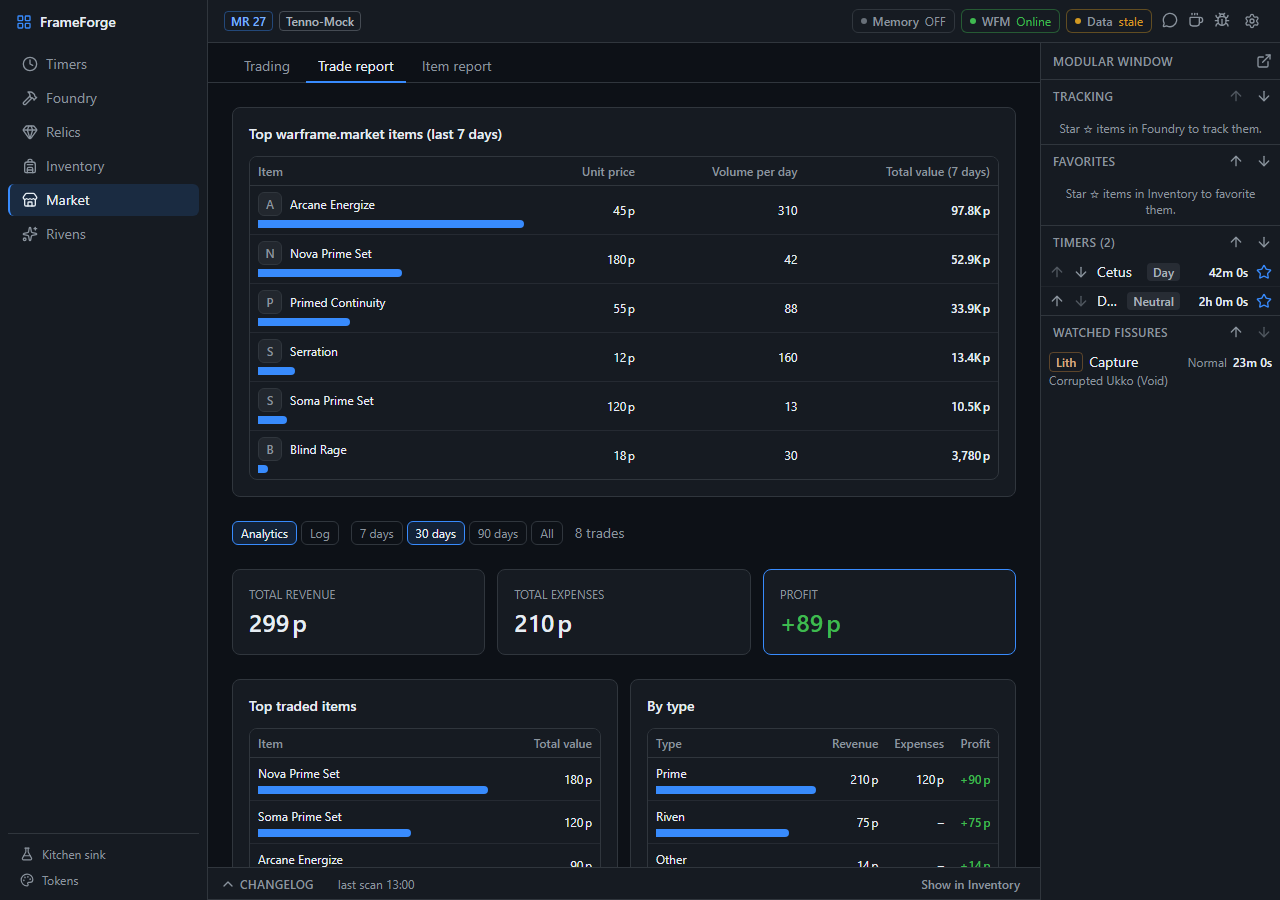 FrameForge
MR 27
Tenno-Mock
Memory OFF
WFM Online
Data stale
Timers
Foundry
Relics
Inventory
Market
Rivens
Kitchen sink
Tokens
Trading
Trade report
Item report
Top warframe.market items (last 7 days)
Item Unit price Volume per day Total value (7 days)
A Arcane Energize 45p 310 97.8K p
N Nova Prime Set 180p 42 52.9K p
P Primed Continuity 55p 88 33.9K p
S Serration 12p 160 13.4K p
S Soma Prime Set 120p 13 10.5K p
B Blind Rage 18p 30 3,780p
Analytics Log 7 days 30 days 90 days All 8 trades
TOTAL REVENUE
299p
TOTAL EXPENSES
210p
PROFIT
+89p
Top traded items
Item Total value
Nova Prime Set 180p
Soma Prime Set 120p
Arcane Energize 90p
By type
Type Revenue Expenses Profit
Prime 210p 120p +90p
Riven 75p – +75p
Other 14p – +14p
CHANGELOG last scan 13:00 Show in Inventory
MODULAR WINDOW
TRACKING
Star ☆ items in Foundry to track them.
FAVORITES
Star ☆ items in Inventory to favorite
them.
TIMERS (2)
Cetus Day 42m 0s
D... Neutral 2h 0m 0s
WATCHED FISSURES
Lith Capture Normal 23m 0s
Corrupted Ukko (Void)